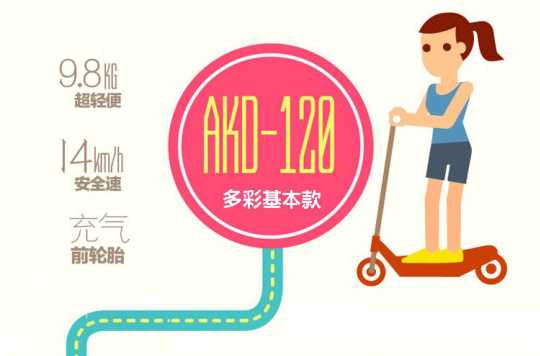 9.8KG
超轻便
14km/h
安全速
充气
前轮胎
AKD-120
多彩基本款